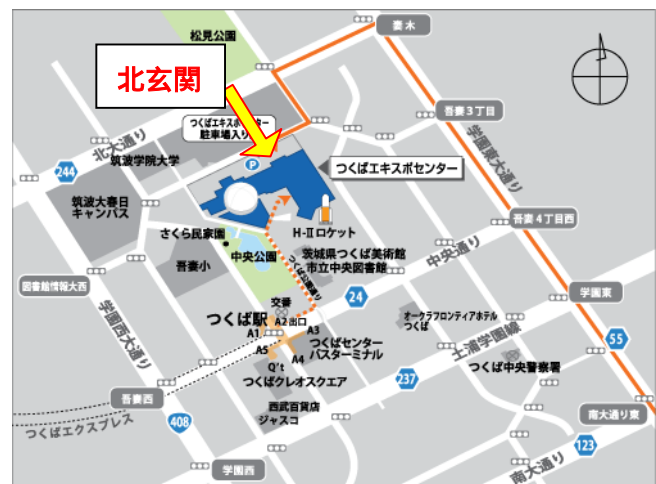 松見公園
妻木
北玄関
吾妻3丁目
つくばエキスポセンター
駐車場入り口
北大通り
学園東大通り
筑波学院大学
P
244
つくばエキスポセンター
筑波大春日
キャンパス
吾妻4丁目西
さくら民家園
H-IIロケット
中央公園
茨城県つくば美術館
市立中央図書館
中央通り
吾妻小
つくば公園通り
図書館情報大西
学園東
24
交番
つくば駅
A2出口
A1
A3
オークラフロンティアホテル
つくば
学園西大通り
つくばセンター
バスターミナル
土浦学園線
55
A5
A4
Q't
つくばクレオスクエア
つくば中央警察署
237
吾妻西
西武百貨店
ジャスコ
南大通り東
つくばエクスプレス
408
123
学園西
南大通り